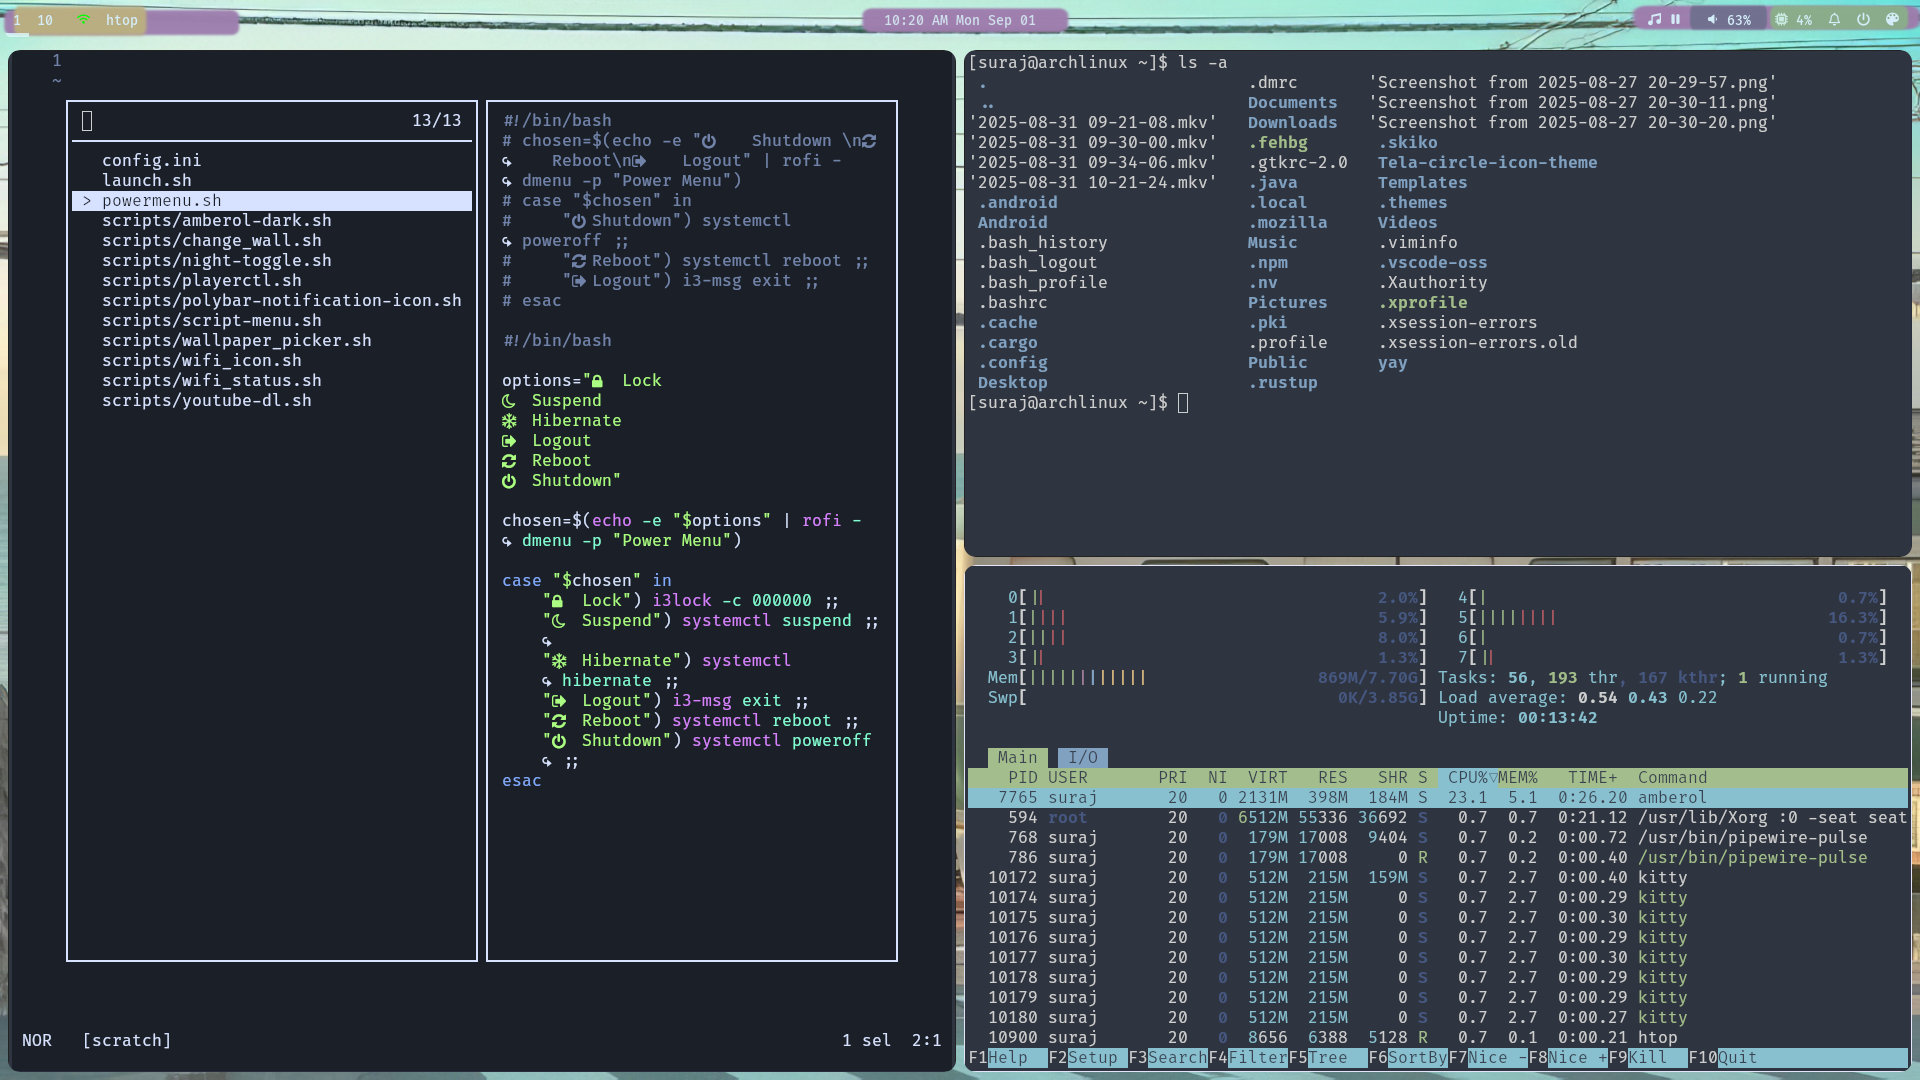 1 10 htop
10:20 AM Mon Sep 01
63% 4%
1
~
13/13
config.ini
launch.sh
> powermenu.sh
scripts/amberol-dark.sh
scripts/change_wall.sh
scripts/night-toggle.sh
scripts/playerctl.sh
scripts/polybar-notification-icon.sh
scripts/script-menu.sh
scripts/wallpaper_picker.sh
scripts/wifi_icon.sh
scripts/wifi_status.sh
scripts/youtube-dl.sh
#!/bin/bash
# chosen=$(echo -e "⏻    Shutdown \n
↪    Reboot\n    Logout" | rofi -
↪ dmenu -p "Power Menu")
# case "$chosen" in
#     "⏻ Shutdown") systemctl
↪ poweroff ;;
#     " Reboot") systemctl reboot ;;
#     " Logout") i3-msg exit ;;
# esac
#!/bin/bash
options="  Lock
  Suspend
  Hibernate
  Logout
  Reboot
⏻  Shutdown"
chosen=$(echo -e "$options" | rofi -
↪ dmenu -p "Power Menu")
case "$chosen" in
    "  Lock") i3lock -c 000000 ;;
    "  Suspend") systemctl suspend ;;
    ↪
    "  Hibernate") systemctl
    ↪ hibernate ;;
    "  Logout") i3-msg exit ;;
    "  Reboot") systemctl reboot ;;
    "⏻  Shutdown") systemctl poweroff
    ↪ ;;
esac
NOR   [scratch]   1 sel  2:1
[suraj@archlinux ~]$ ls -a
.   .dmrc   'Screenshot from 2025-08-27 20-29-57.png'
..   Documents   'Screenshot from 2025-08-27 20-30-11.png'
'2025-08-31 09-21-08.mkv'   Downloads   'Screenshot from 2025-08-27 20-30-20.png'
'2025-08-31 09-30-00.mkv'   .fehbg   .skiko
'2025-08-31 09-34-06.mkv'   .gtkrc-2.0   Tela-circle-icon-theme
'2025-08-31 10-21-24.mkv'   .java   Templates
.android   .local   .themes
Android   .mozilla   Videos
.bash_history   Music   .viminfo
.bash_logout   .npm   .vscode-oss
.bash_profile   .nv   .Xauthority
.bashrc   Pictures   .xprofile
.cache   .pki   .xsession-errors
.cargo   .profile   .xsession-errors.old
.config   Public   yay
Desktop   .rustup
[suraj@archlinux ~]$
0[|| 2.0%]   4[| 0.7%]
1[|||| 5.9%]   5[|||||||| 16.3%]
2[|||| 8.0%]   6[| 0.7%]
3[|| 1.3%]   7[|| 1.3%]
Mem[|||||||||||| 869M/7.70G]   Tasks: 56, 193 thr, 167 kthr; 1 running
Swp[ 0K/3.85G]   Load average: 0.54 0.43 0.22
Uptime: 00:13:42
Main   I/O
PID USER PRI NI VIRT RES SHR S CPU%▽MEM% TIME+ Command
7765 suraj 20 0 2131M 398M 184M S 23.1 5.1 0:26.20 amberol
594 root 20 0 6512M 55336 36692 S 0.7 0.7 0:21.12 /usr/lib/Xorg :0 -seat seat
768 suraj 20 0 179M 17008 9404 S 0.7 0.2 0:00.72 /usr/bin/pipewire-pulse
786 suraj 20 0 179M 17008 0 R 0.7 0.2 0:00.40 /usr/bin/pipewire-pulse
10172 suraj 20 0 512M 215M 159M S 0.7 2.7 0:00.40 kitty
10174 suraj 20 0 512M 215M 0 S 0.7 2.7 0:00.29 kitty
10175 suraj 20 0 512M 215M 0 S 0.7 2.7 0:00.30 kitty
10176 suraj 20 0 512M 215M 0 S 0.7 2.7 0:00.29 kitty
10177 suraj 20 0 512M 215M 0 S 0.7 2.7 0:00.30 kitty
10178 suraj 20 0 512M 215M 0 S 0.7 2.7 0:00.29 kitty
10179 suraj 20 0 512M 215M 0 S 0.7 2.7 0:00.29 kitty
10180 suraj 20 0 512M 215M 0 S 0.7 2.7 0:00.27 kitty
10900 suraj 20 0 8656 6388 5128 R 0.7 0.1 0:00.21 htop
F1Help  F2Setup F3SearchF4FilterF5Tree  F6SortByF7Nice -F8Nice +F9Kill  F10Quit